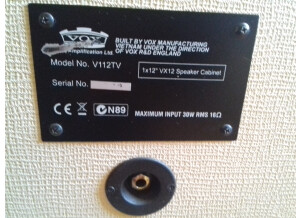 VOX
Amplification Ltd.
BUILT BY VOX MANUFACTURING
VIETNAM UNDER THE DIRECTION
OF VOX R&D ENGLAND
Model No. V112TV
1x12" VX12 Speaker Cabinet
Serial No.
CE
N89
MAXIMUM INPUT 30W RMS 16Ω